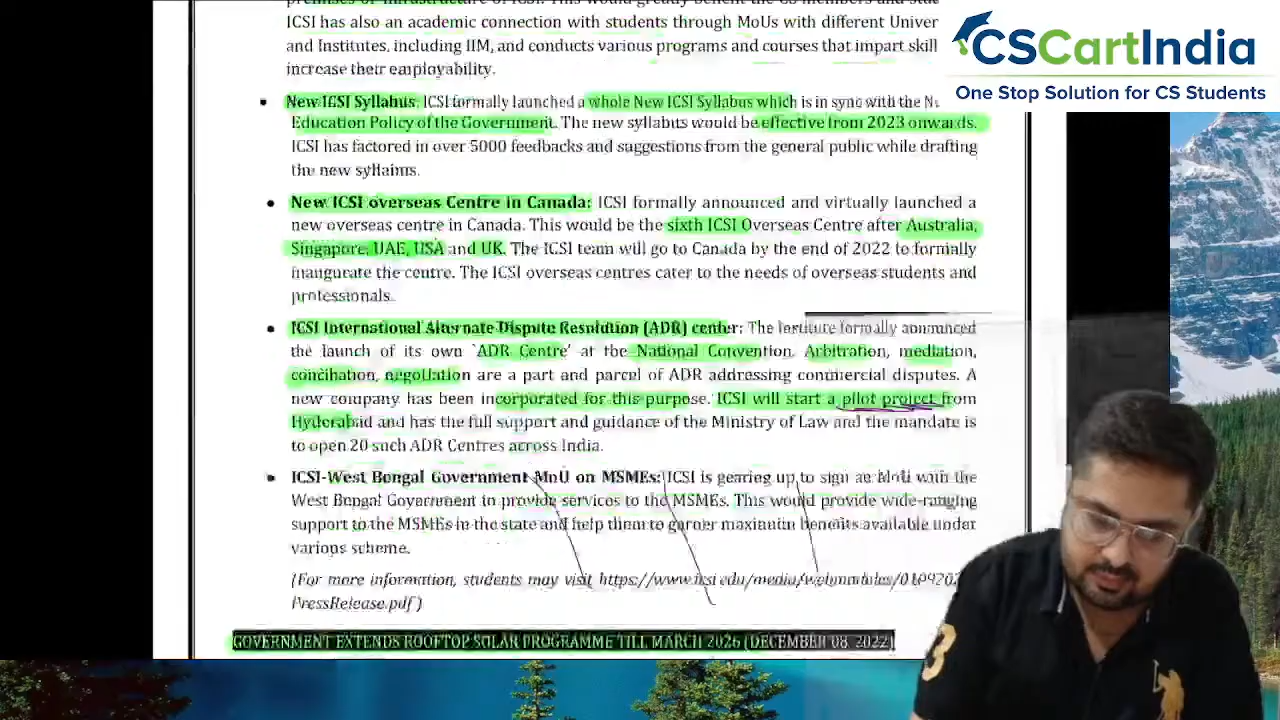 premises or infrastructure of ICSI. This would greatly benefit the CS members and stud
ICSI has also an academic connection with students through MoUs with different Univer
and Institutes, including IIM, and conducts various programs and courses that impart skill
increase their employability.
• New ICSI Syllabus: ICSI formally launched a whole New ICSI Syllabus which is in sync with the
Education Policy of the Government. The new syllabus would be effective from 2023 onwards.
ICSI has factored in over 5000 feedbacks and suggestions from the general public while drafting
the new syllabus.
• New ICSI overseas Centre in Canada: ICSI formally announced and virtually launched a
new overseas centre in Canada. This would be the sixth ICSI Overseas Centre after Australia,
Singapore, UAE, USA and UK. The ICSI team will go to Canada by the end of 2022 to formally
inaugurate the centre. The ICSI overseas centres cater to the needs of overseas students and
professionals.
• ICSI International Alternate Dispute Resolution (ADR) center: The Institute formally announced
the launch of its own `ADR Centre' at the National Convention. Arbitration, mediation,
conciliation, negotiation are a part and parcel of ADR addressing commercial disputes. A
new company has been incorporated for this purpose. ICSI will start a pilot project from
Hyderabad and has the full support and guidance of the Ministry of Law and the mandate is
to open 20 such ADR Centres across India.
• ICSI-West Bengal Government MoU on MSMEs: ICSI is gearing up to sign an MoU with the
West Bengal Government to provide services to the MSMEs. This would provide wide-ranging
support to the MSMEs in the state and help them to garner maximum benefits available under
various scheme.
(For more information, students may visit
PressRelease.pdf)
GOVERNMENT EXTENDS ROOFTOP SOLAR PROGRAMME TILL MARCH 2026 (DECEMBER 08, 2022)
CSCartIndia
One Stop Solution for CS Students
3